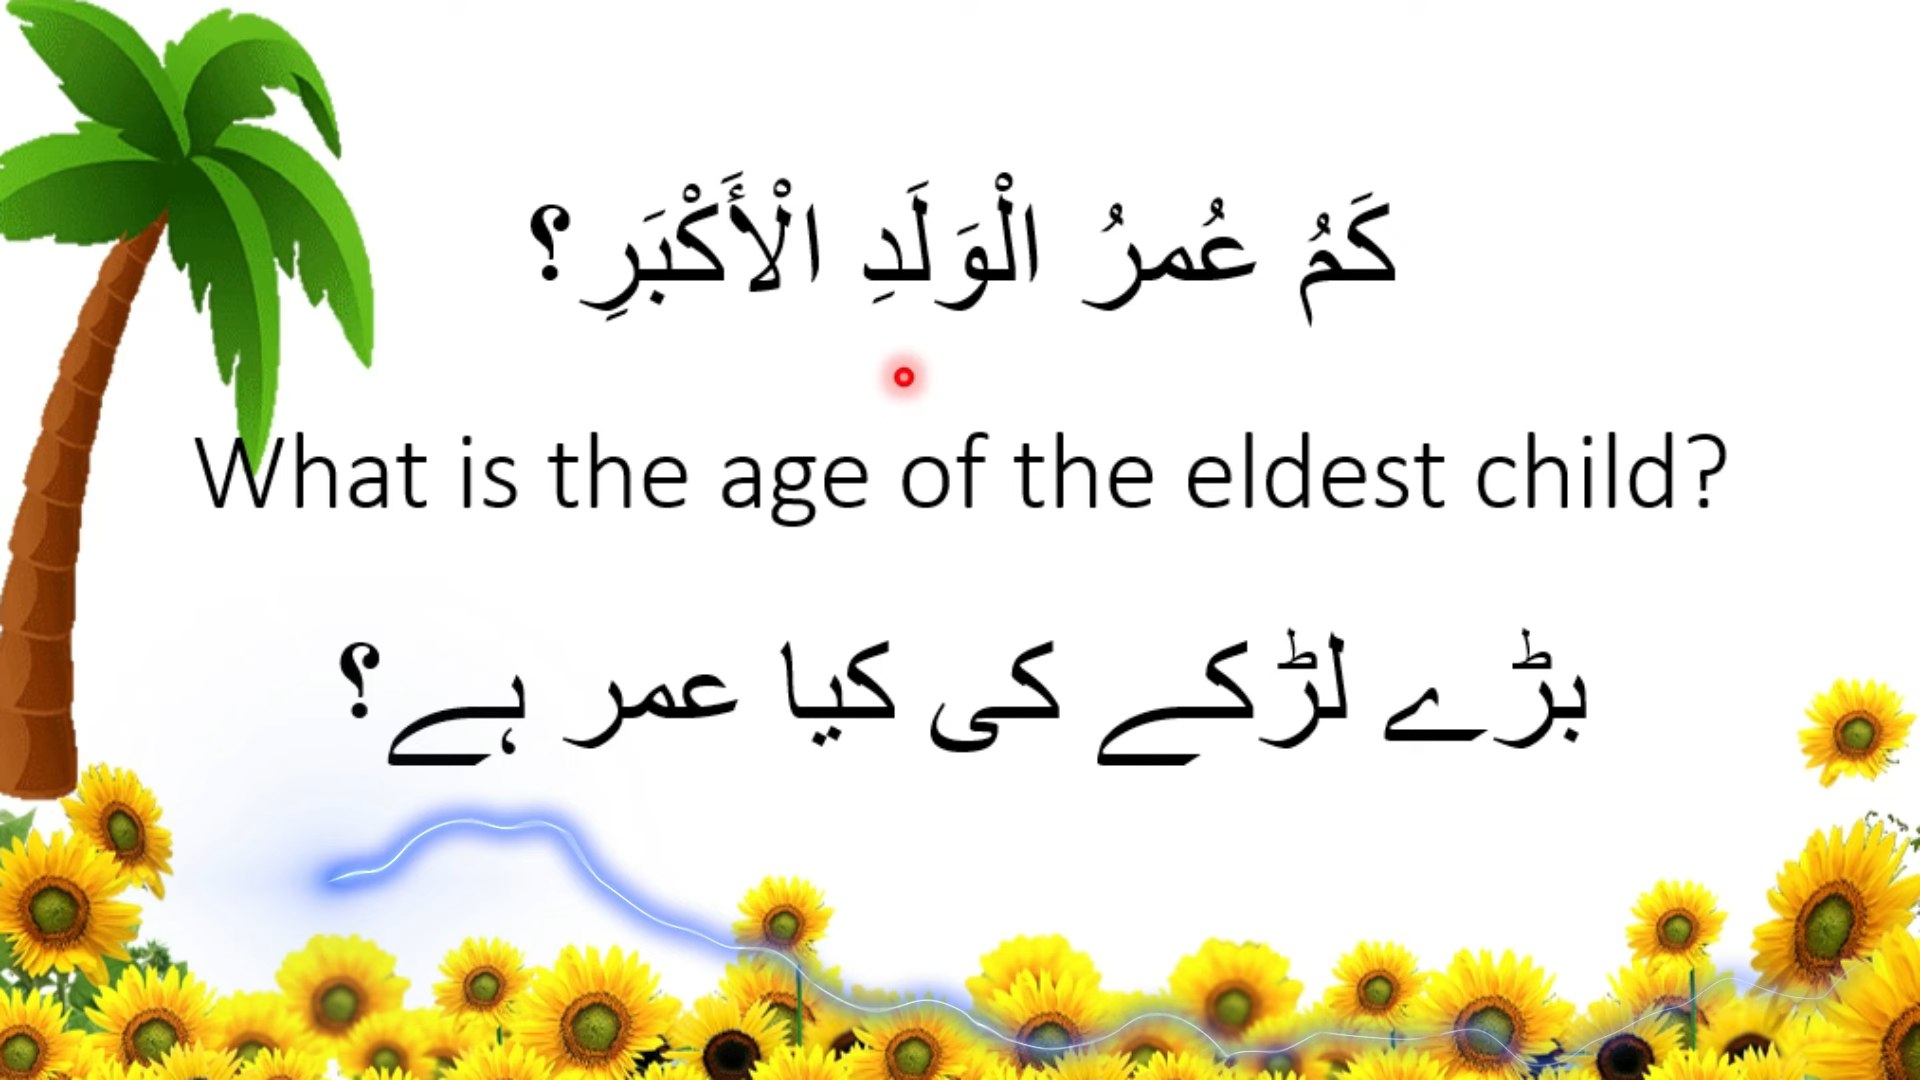 كَمُ عُمرُ الْوَلَدِ الْأَكْبَرِ؟
What is the age of the eldest child?
بڑے لڑکے کی کیا عمر ہے؟